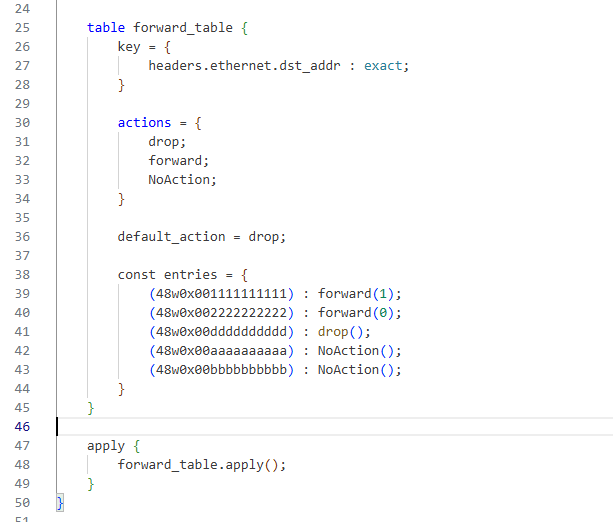 24
25 table forward_table {
26 key = {
27 headers.ethernet.dst_addr : exact;
28 }
29
30 actions = {
31 drop;
32 forward;
33 NoAction;
34 }
35
36 default_action = drop;
37
38 const entries = {
39 (48w0x001111111111) : forward(1);
40 (48w0x002222222222) : forward(0);
41 (48w0x00dddddddddd) : drop();
42 (48w0x00aaaaaaaaaa) : NoAction();
43 (48w0x00bbbbbbbbbb) : NoAction();
44 }
45 }
46
47 apply {
48 forward_table.apply();
49 }
50 }
51